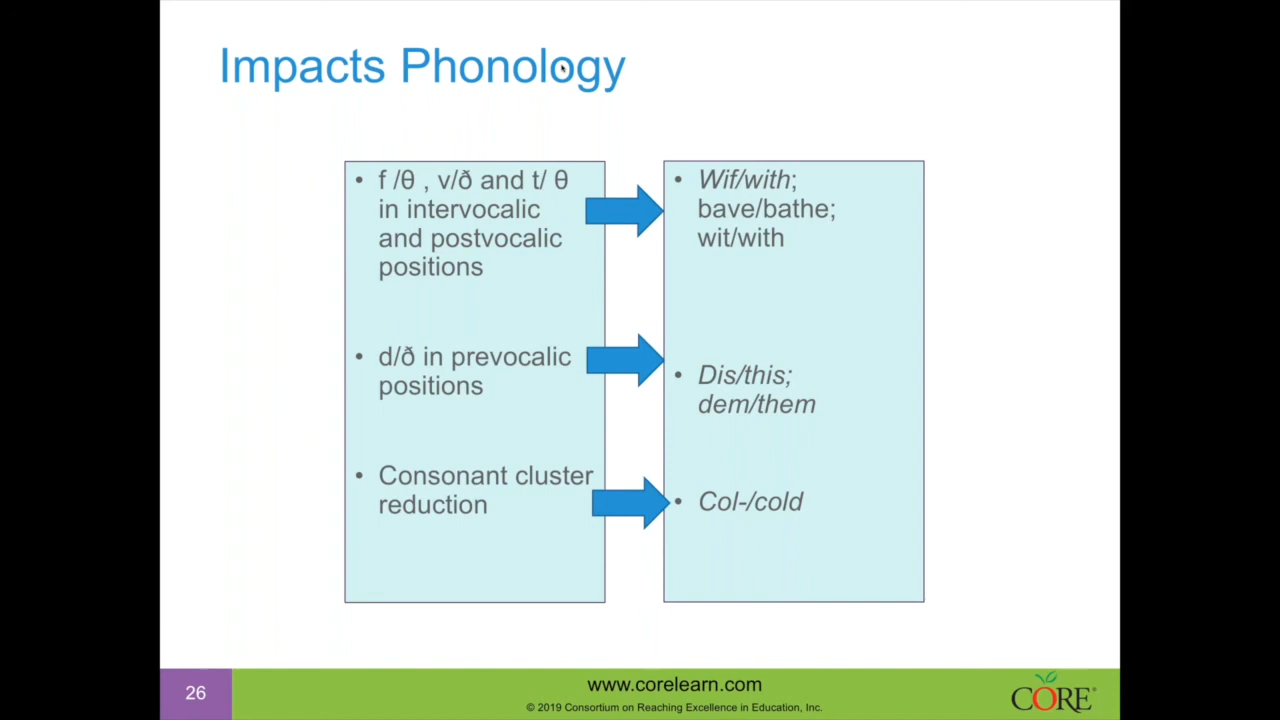 Impacts Phonology
• f /θ , v/ð and t/ θ
in intervocalic
and postvocalic
positions
• d/ð in prevocalic
positions
• Consonant cluster
reduction
• Wif/with;
bave/bathe;
wit/with
• Dis/this;
dem/them
• Col-/cold
26
www.corelearn.com
© 2019 Consortium on Reaching Excellence in Education, Inc.
CORE®